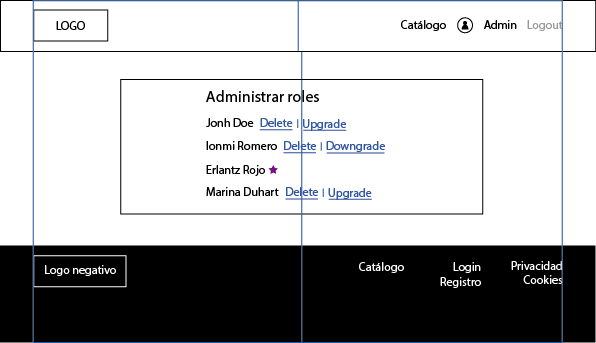 LOGO Catálogo Admin Logout
Administrar roles
Jonh Doe Delete | Upgrade
Ionmi Romero Delete | Downgrade
Erlantz Rojo
Marina Duhart Delete | Upgrade
Logo negativo Catálogo Login Privacidad
Registro Cookies